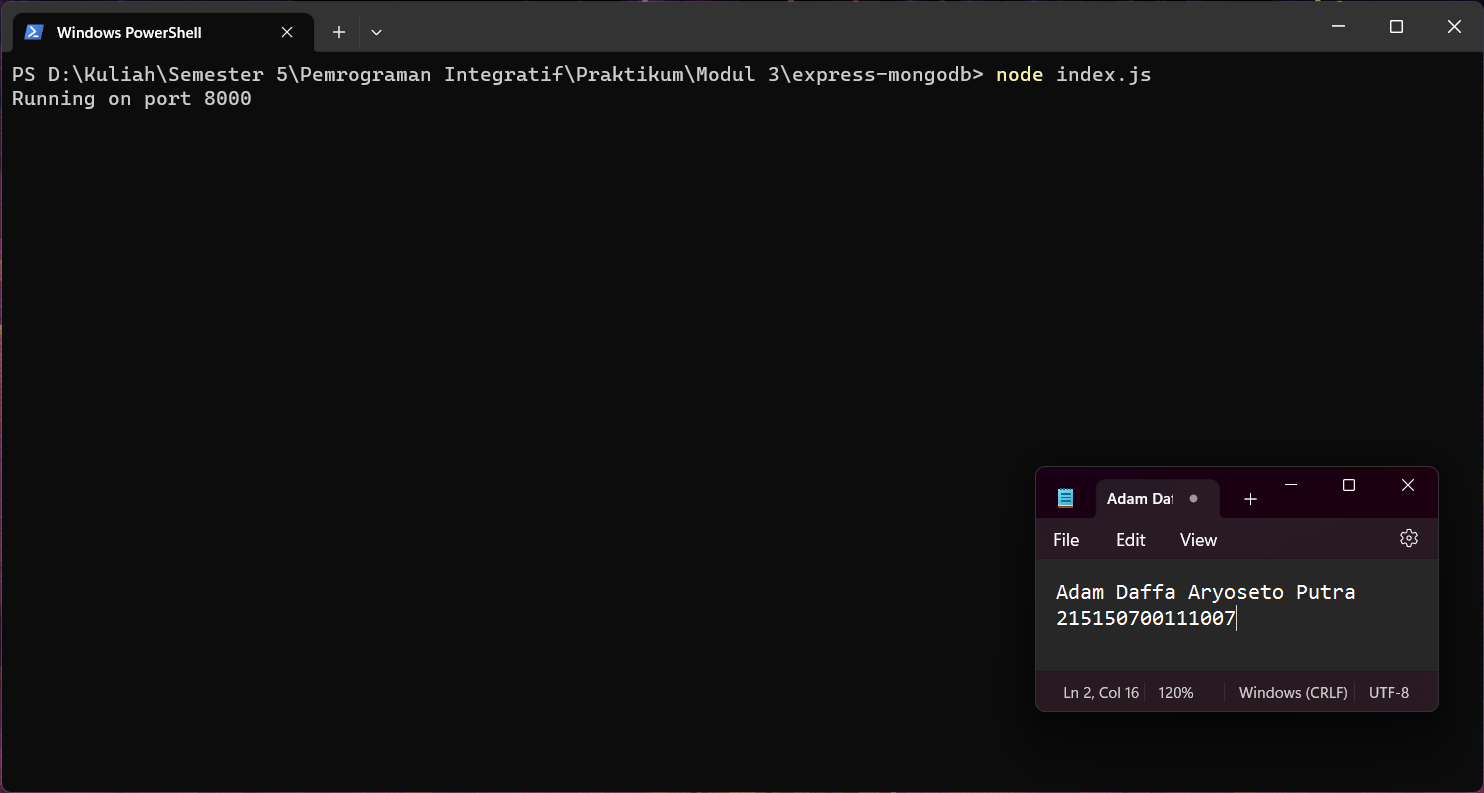 Windows PowerShell
PS D:\Kuliah\Semester 5\Pemrograman Integratif\Praktikum\Modul 3\express-mongodb> node index.js
Running on port 8000
Adam Da
File Edit View
Adam Daffa Aryoseto Putra
215150700111007
Ln 2, Col 16 120% Windows (CRLF) UTF-8